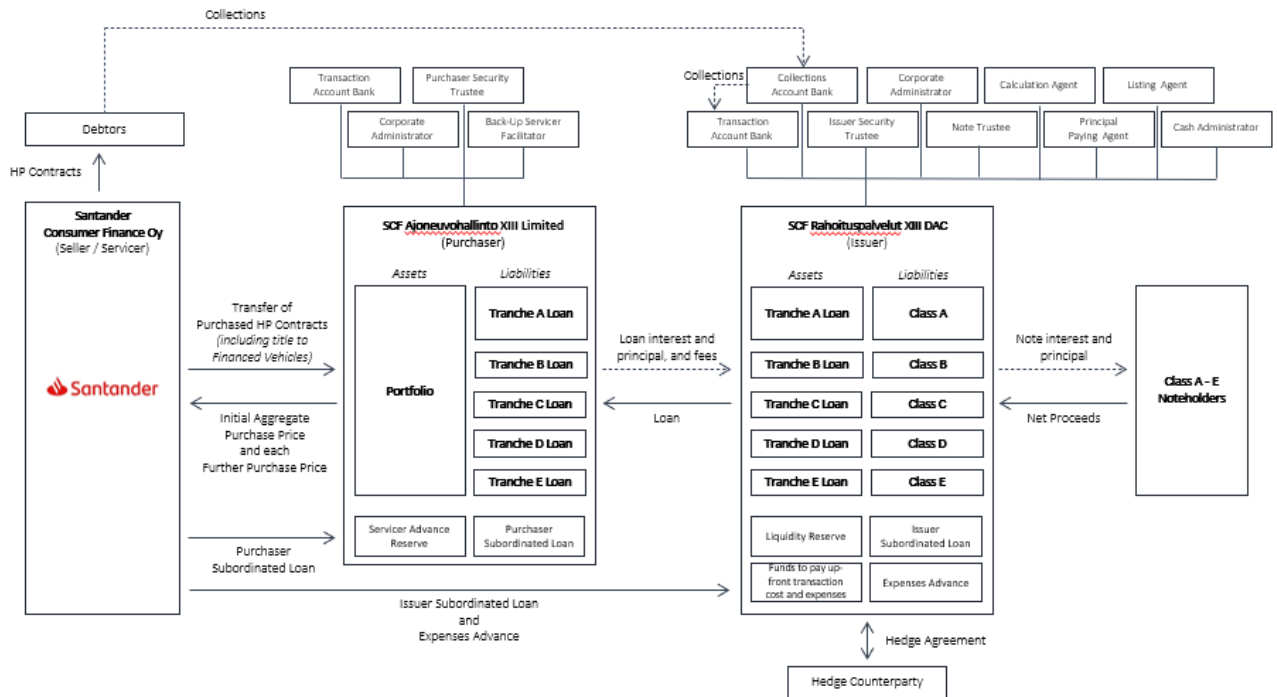 Collections
Transaction
Account Bank
Purchaser Security
Trustee
Corporate
Administrator
Back-Up Servicer
Facilitator
Collections
Collections
Account Bank
Corporate
Administrator
Calculation Agent
Listing Agent
Transaction
Account Bank
Issuer Security
Trustee
Note Trustee
Principal
Paying Agent
Cash Administrator
Debtors
HP Contracts
Santander
Consumer Finance Oy
(Seller / Servicer)
Santander
Transfer of
Purchased HP Contracts
(including title to
Financed Vehicles)
Initial Aggregate
Purchase Price
and each
Further Purchase Price
Purchaser
Subordinated Loan
SCF Ajoneuvohallinto XIII Limited
(Purchaser)
Assets
Liabilities
Portfolio
Tranche A Loan
Tranche B Loan
Tranche C Loan
Tranche D Loan
Tranche E Loan
Servicer Advance
Reserve
Purchaser
Subordinated Loan
Issuer Subordinated Loan
and
Expenses Advance
Loan interest and
principal, and fees
Loan
SCF Rahoituspalvelut XIII DAC
(Issuer)
Assets
Liabilities
Tranche A Loan
Class A
Tranche B Loan
Class B
Tranche C Loan
Class C
Tranche D Loan
Class D
Tranche E Loan
Class E
Liquidity Reserve
Issuer
Subordinated Loan
Funds to pay up-
front transaction
cost and expenses
Expenses Advance
Note interest and
principal
Net Proceeds
Class A – E
Noteholders
Hedge Agreement
Hedge Counterparty